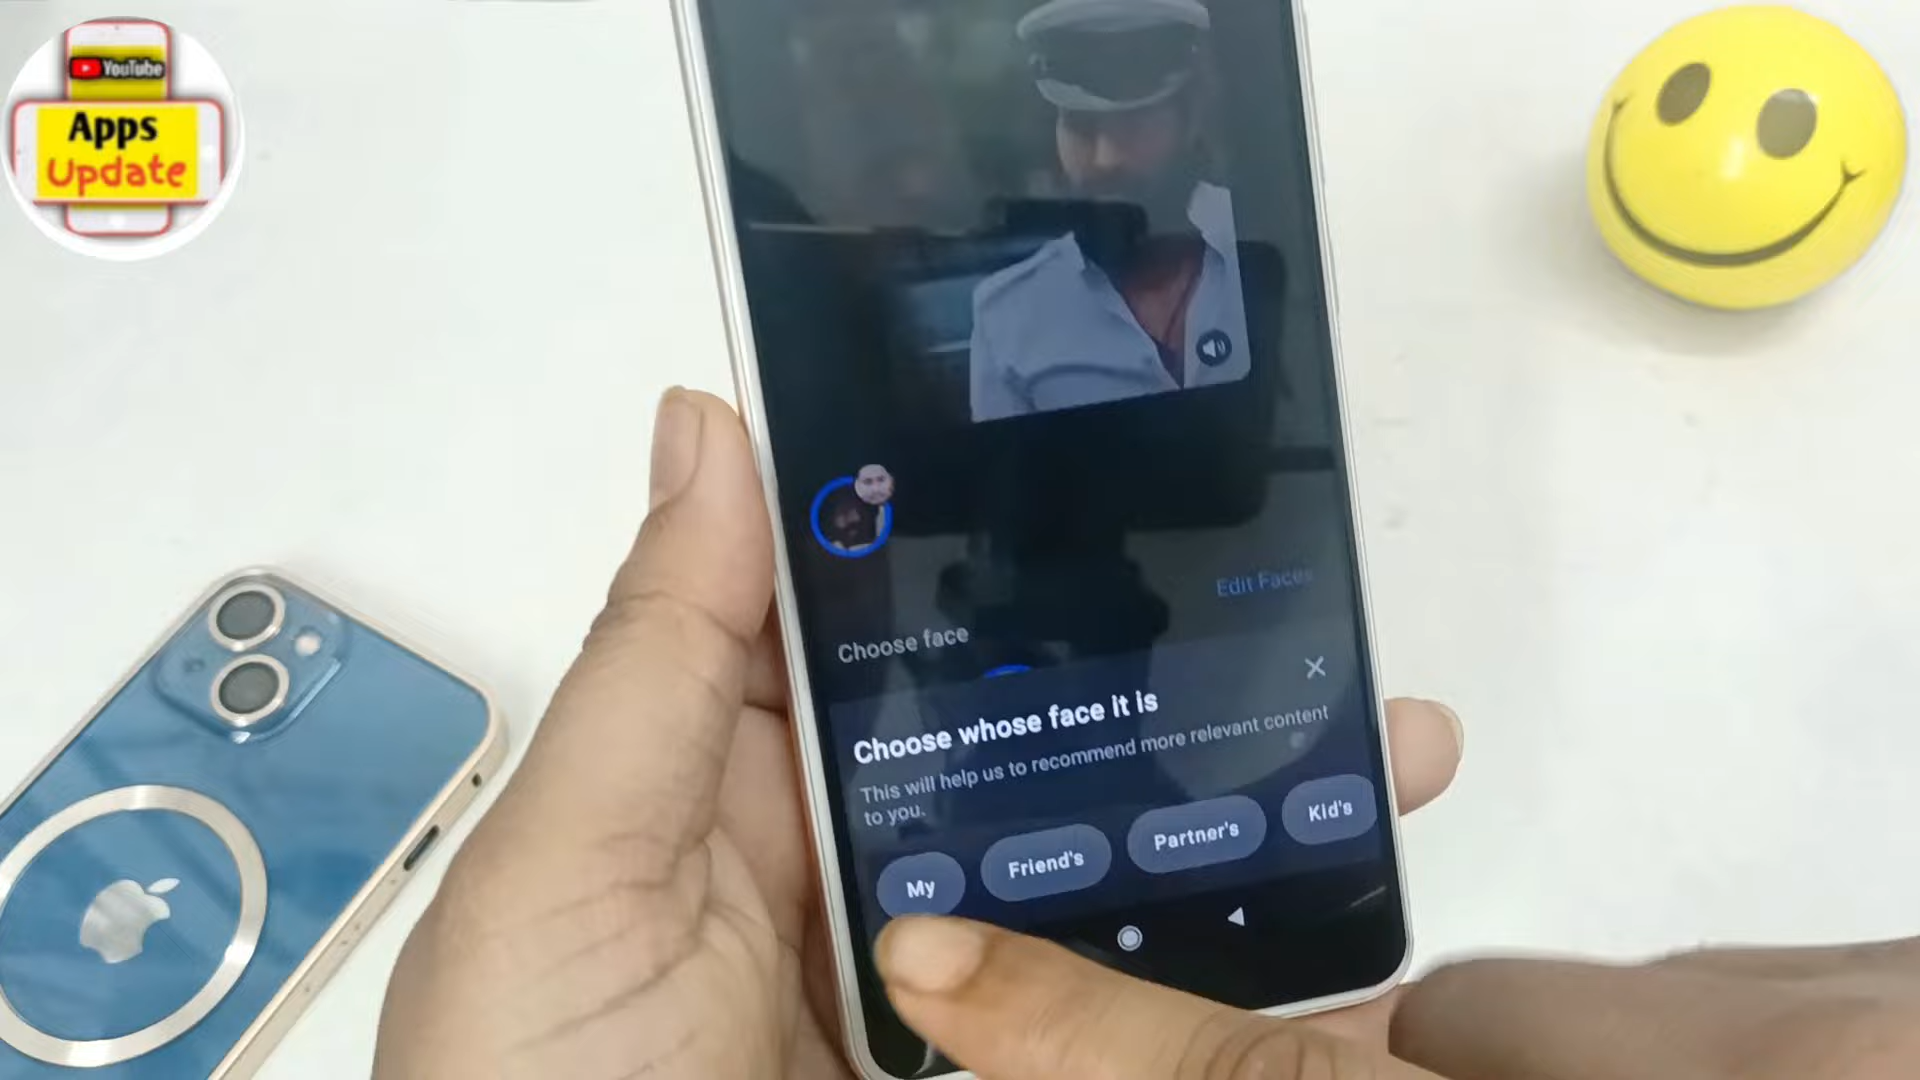 YouTube
Apps
Update
Edit Faces
Choose face
Choose whose face it is
This will help us to recommend more relevant content
to you.
My
Friend's
Partner's
Kid's